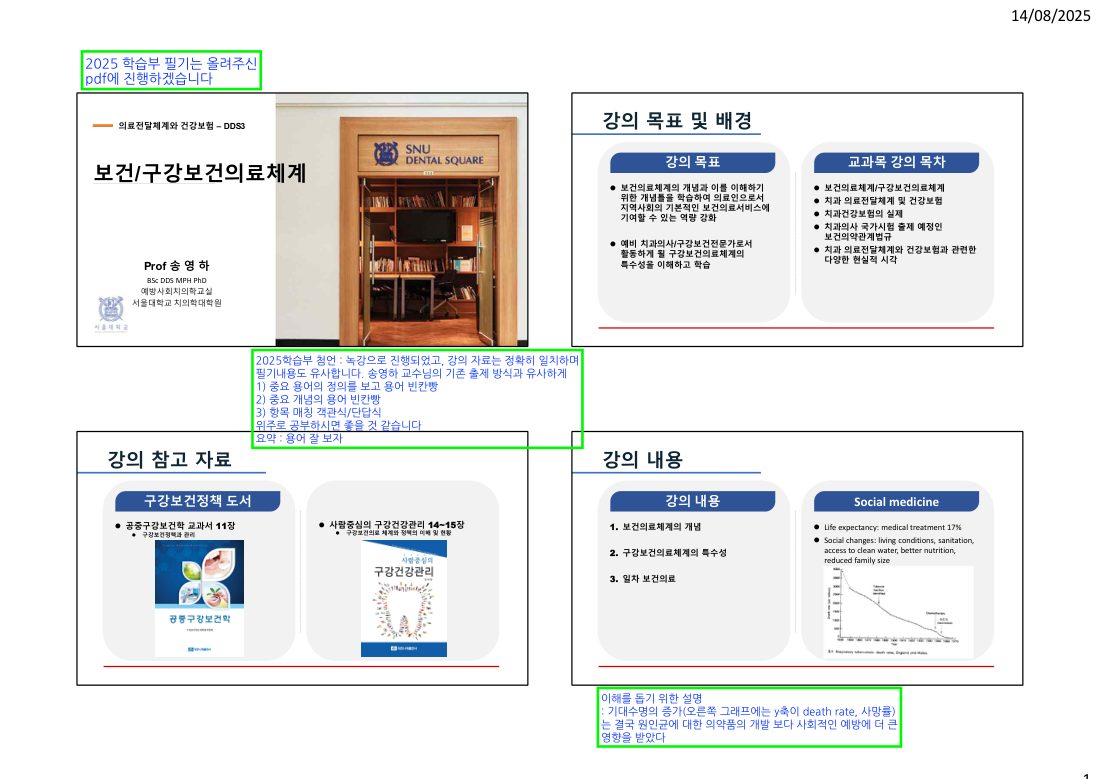 14/08/2025
2025 학습부 필기는 올려주신
pdf에 진행하겠습니다
의료전달체계와 건강보험 – DDS3
보건/구강보건의료체계
Prof 송 영 하
BSc DDS MPH PhD
예방사회치의학교실
서울대학교 치의학대학원
서울대학교
SNU
DENTAL SQUARE
강의 목표 및 배경
강의 목표
● 보건의료체계의 개념과 이를 이해하기
위한 개념틀을 학습하여 의료인으로서
지역사회의 기본적인 보건의료서비스에
기여할 수 있는 역량 강화
● 예비 치과의사/구강보건전문가로서
활동하게 될 구강보건의료체계의
특수성을 이해하고 학습
교과목 강의 목차
● 보건의료체계/구강보건의료체계
● 치과 의료전달체계 및 건강보험
● 치과건강보험의 실제
● 치과의사 국가시험 출제 예정인
보건의약관계법규
● 치과 의료전달체계와 건강보험과 관련한
다양한 현실적 시각
2025학습부 첨언 : 녹강으로 진행되었고, 강의 자료는 정확히 일치하며
필기내용도 유사합니다. 송영하 교수님의 기존 출제 방식과 유사하게
1) 중요 용어의 정의를 보고 용어 빈칸빵
2) 중요 개념의 용어 빈칸빵
3) 항목 매칭 객관식/단답식
위주로 공부하시면 좋을 것 같습니다
요약 : 용어 잘 보자
강의 참고 자료
구강보건정책 도서
● 공중구강보건학 교과서 11장
● 구강보건정책과 관리
공중구강보건학
● 사람중심의 구강건강관리 14~15장
● 구강보건의료 체계와 정책의 이해 및 현황
사람중심의
구강건강관리
강의 내용
강의 내용
1. 보건의료체계의 개념
2. 구강보건의료체계의 특수성
3. 일차 보건의료
Social medicine
● Life expectancy: medical treatment 17%
● Social changes: living conditions, sanitation,
access to clean water, better nutrition,
reduced family size
Chemotherapy
Year
Respiratory tuberculosis: death rates, England and Wales.
이해를 돕기 위한 설명
: 기대수명의 증가(오른쪽 그래프에는 y축이 death rate, 사망률)
는 결국 원인균에 대한 의약품의 개발 보다 사회적인 예방에 더 큰
영향을 받았다
1